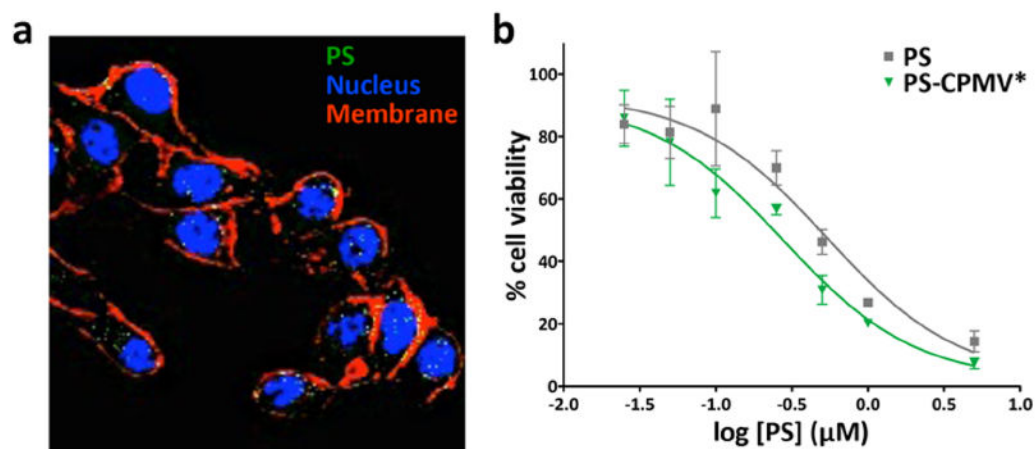 a
PS
Nucleus
Membrane
b
PS
PS-CPMV*
100
80
60
40
20
0
-2.0 -1.5 -1.0 -0.5 0.0 0.5 1.0
% cell viability
log [PS] (μM)